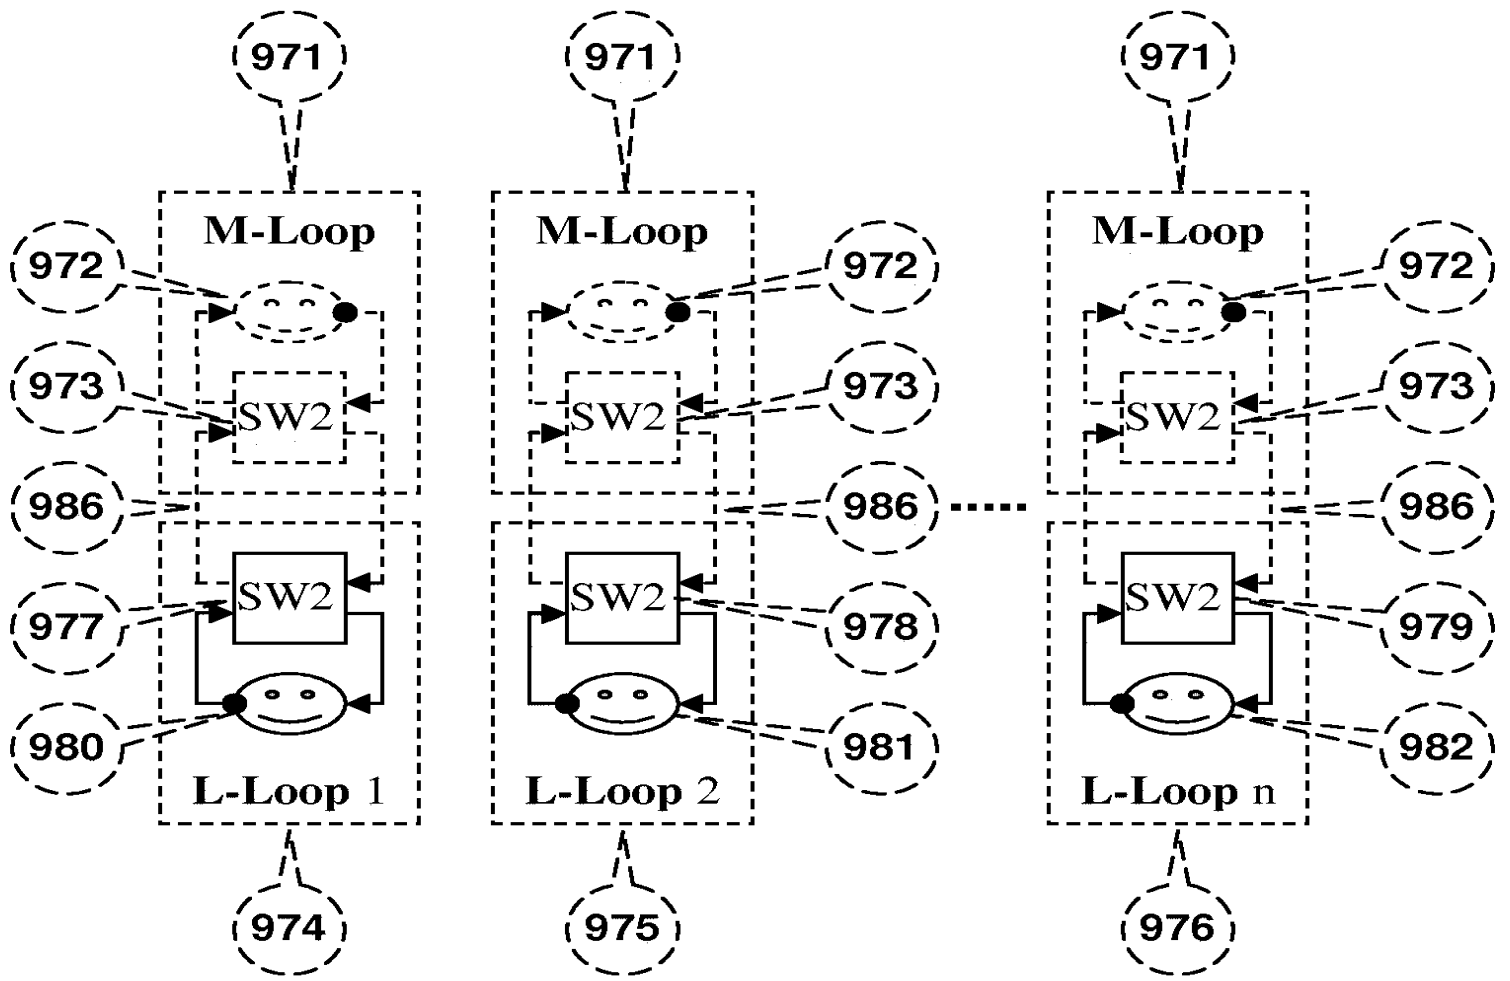 971 971 971
M-Loop M-Loop M-Loop
972 972 972
973 SW2 SW2 973 SW2 973
986 986 986
SW2 SW2 SW2
977 978 979
980 981 982
L-Loop 1 L-Loop 2 L-Loop n
974 975 976